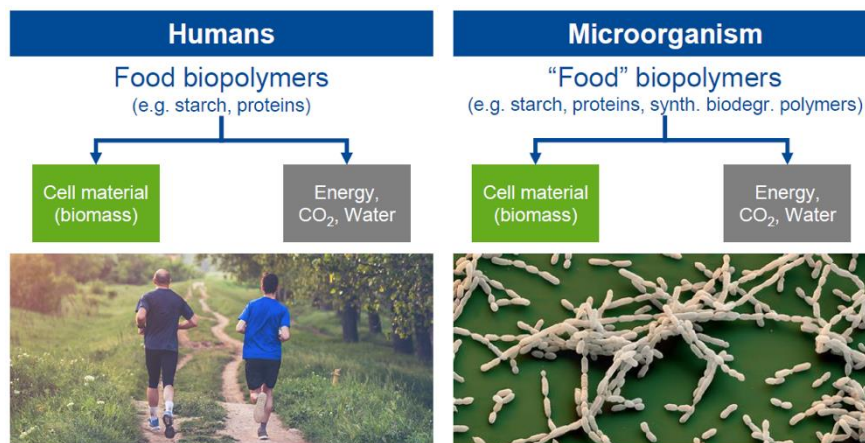 Humans
Food biopolymers
(e.g. starch, proteins)
Cell material
(biomass)
Energy,
CO₂, Water
Microorganism
“Food” biopolymers
(e.g. starch, proteins, synth. biodegr. polymers)
Cell material
(biomass)
Energy,
CO₂, Water